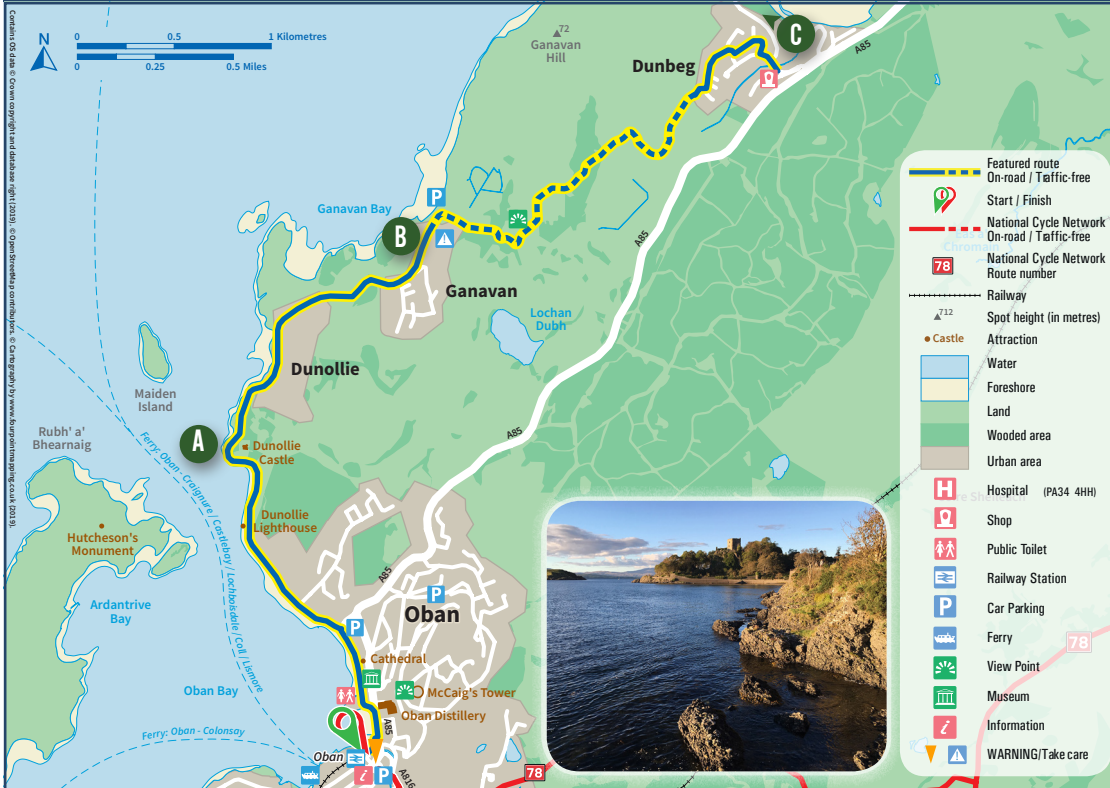 Contains OS data © Crown copyright and database right (2019). © OpenStreetMap contributors. © Cartography by www.fourpointmapping.co.uk (2019).
N
0 0.5 1 Kilometres
0 0.25 0.5 Miles
72
Ganavan
Hill
Dunbeg
C
A85
Ganavan Bay
P
B
Ganavan
A85
Lochan
Dubh
Dunollie
Maiden
Island
Rubh' a'
Bhearnaig
A
Dunollie
Castle
A85
Ferry: Oban - Craignure / Castlebay / Lochboisdale / Coll / Lismore
Dunollie
Lighthouse
Hutcheson's
Monument
A85
P
Oban
P
Ardantrive
Bay
Cathedral
McCaig's Tower
Oban Bay
Oban Distillery
A85
Ferry: Oban - Colonsay
Oban
i
P
A816
78
78
Featured route
On-road / Traffic-free
Start / Finish
National Cycle Network
On-road / Traffic-free
Chromain
78
National Cycle Network
Route number
Railway
712
Spot height (in metres)
Castle
Attraction
Water
Foreshore
Land
Wooded area
Urban area
H
Hospital (PA34 4HH)
Shop
Public Toilet
Railway Station
P
Car Parking
Ferry
View Point
Museum
i
Information
WARNING/Take care